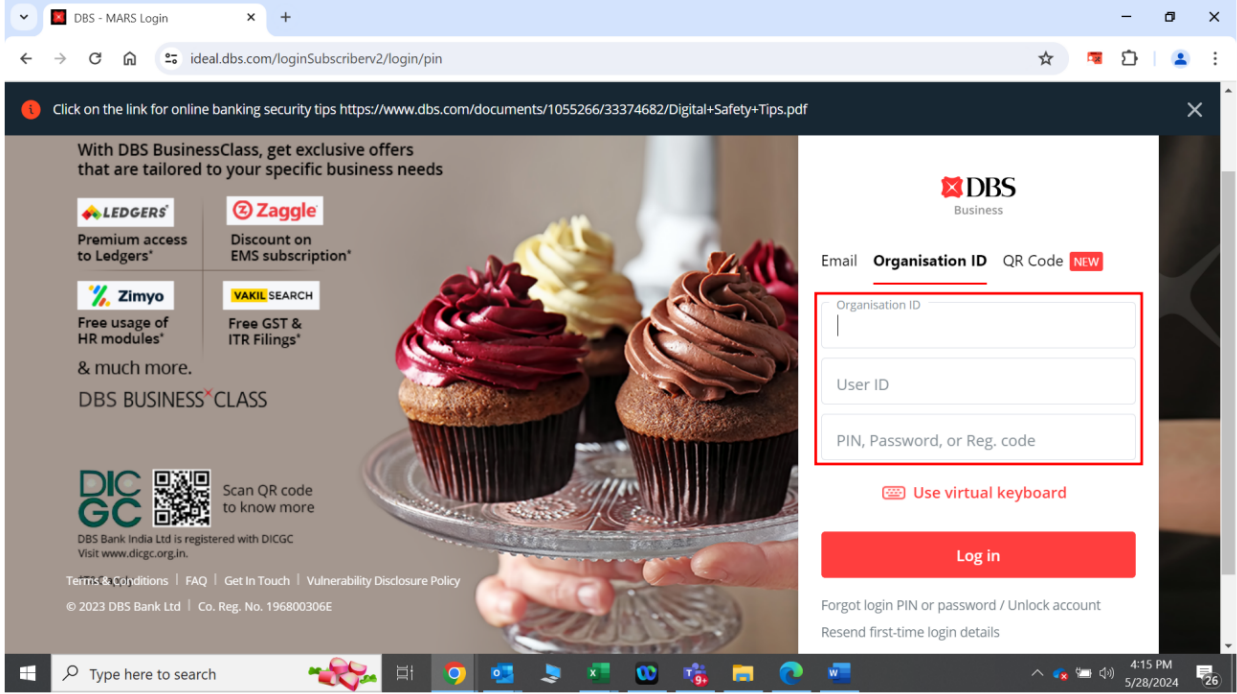 DBS - MARS Login
ideal.dbs.com/loginSubscriberv2/login/pin
Click on the link for online banking security tips https://www.dbs.com/documents/1055266/33374682/Digital+Safety+Tips.pdf
With DBS BusinessClass, get exclusive offers
that are tailored to your specific business needs
LEDGERS
Premium access
to Ledgers*
Zaggle
Discount on
EMS subscription*
Zimyo
Free usage of
HR modules*
VAKILSEARCH
Free GST &
ITR Filings*
& much more.
DBS BUSINESS CLASS
DIC
GC
Scan QR code
to know more
DBS Bank India Ltd is registered with DICGC
Visit www.dicgc.org.in.
Terms & Conditions | FAQ | Get In Touch | Vulnerability Disclosure Policy
© 2023 DBS Bank Ltd | Co. Reg. No. 196800306E
DBS
Business
Email Organisation ID QR Code NEW
Organisation ID
User ID
PIN, Password, or Reg. code
Use virtual keyboard
Log in
Forgot login PIN or password / Unlock account
Resend first-time login details
Type here to search
9+
4:15 PM
5/28/2024
26